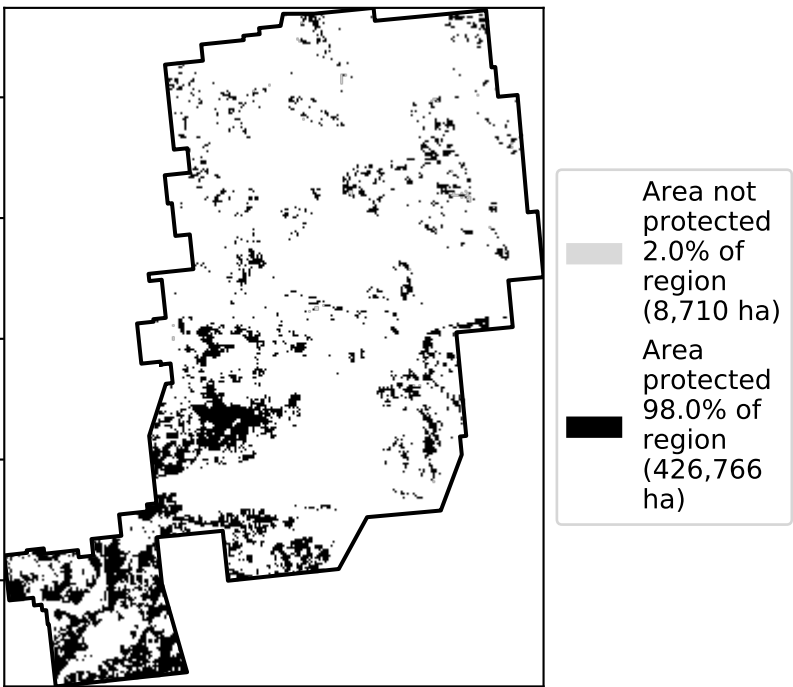 Area not
protected
2.0% of
region
(8,710 ha)
Area
protected
98.0% of
region
(426,766
ha)